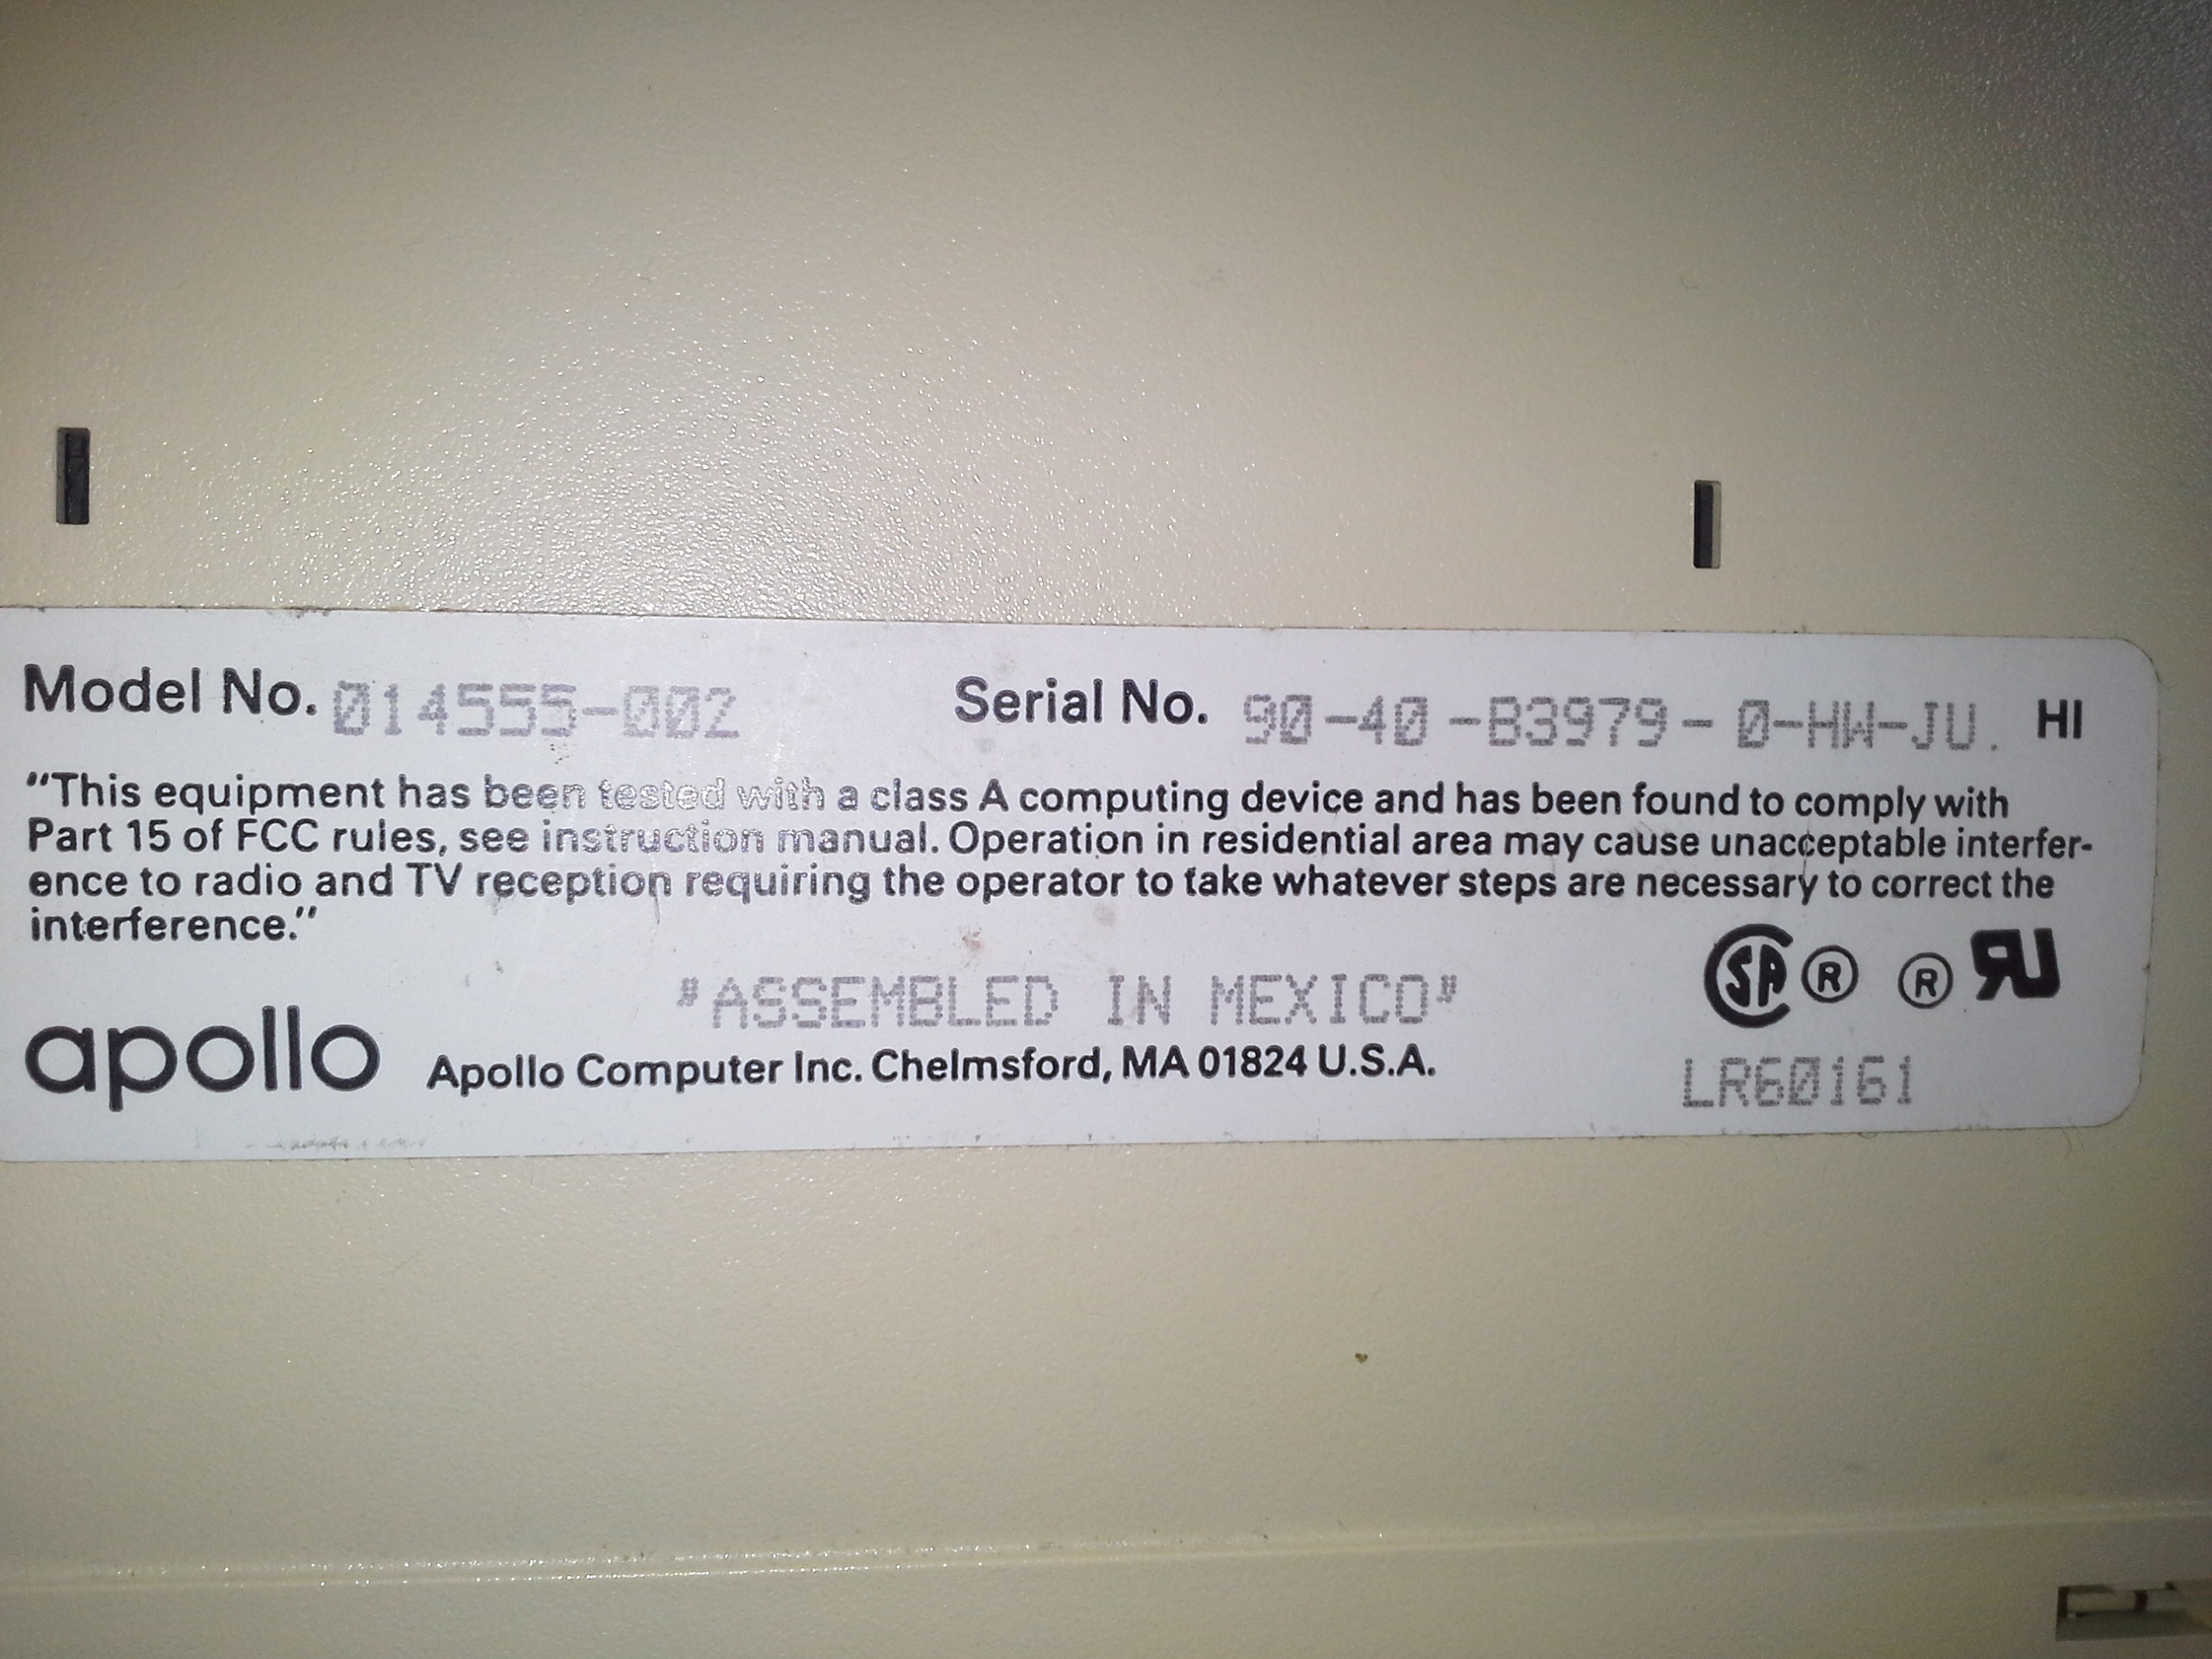 Model No. 014555-002 Serial No. 90-40-B3979-0-HW-JU. HI
“This equipment has been tested with a class A computing device and has been found to comply with
Part 15 of FCC rules, see instruction manual. Operation in residential area may cause unacceptable interfer-
ence to radio and TV reception requiring the operator to take whatever steps are necessary to correct the
interference.”
"ASSEMBLED IN MEXICO"
SA ® ® RU
apollo Apollo Computer Inc. Chelmsford, MA 01824 U.S.A.
LR60161